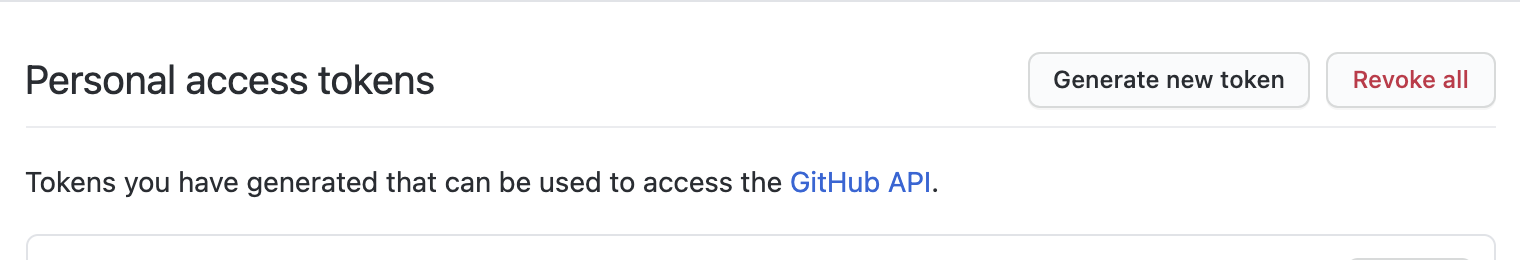 Personal access tokens
Generate new token
Revoke all
Tokens you have generated that can be used to access the GitHub API.